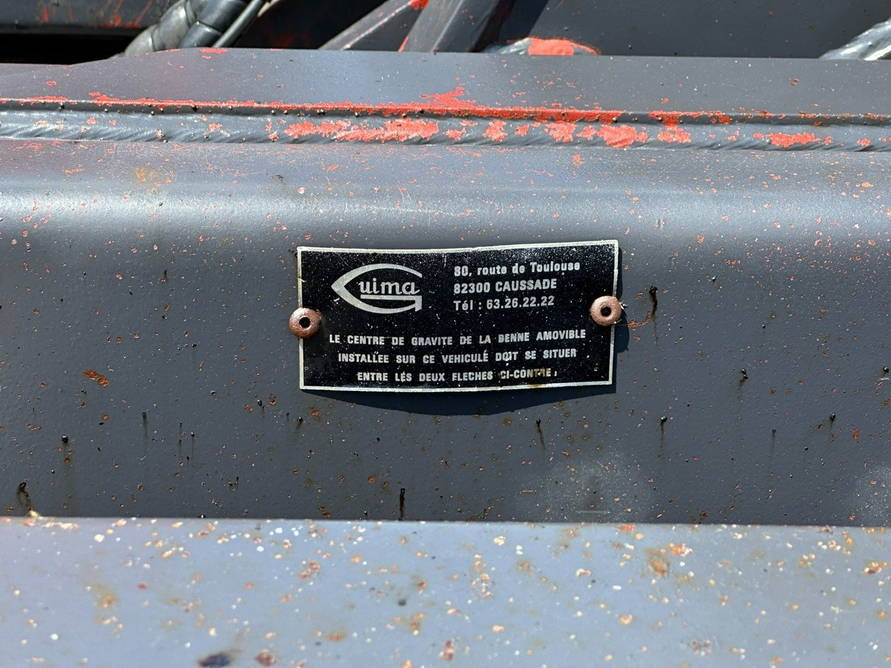 Guima
80, route de Toulouse
82300 CAUSSADE
Tél : 63.26.22.22
LE CENTRE DE GRAVITE DE LA BENNE AMOVIBLE
INSTALLEE SUR CE VEHICULÉ DOIT SE SITUER
ENTRE LES DEUX FLECHES CI-CONTRE